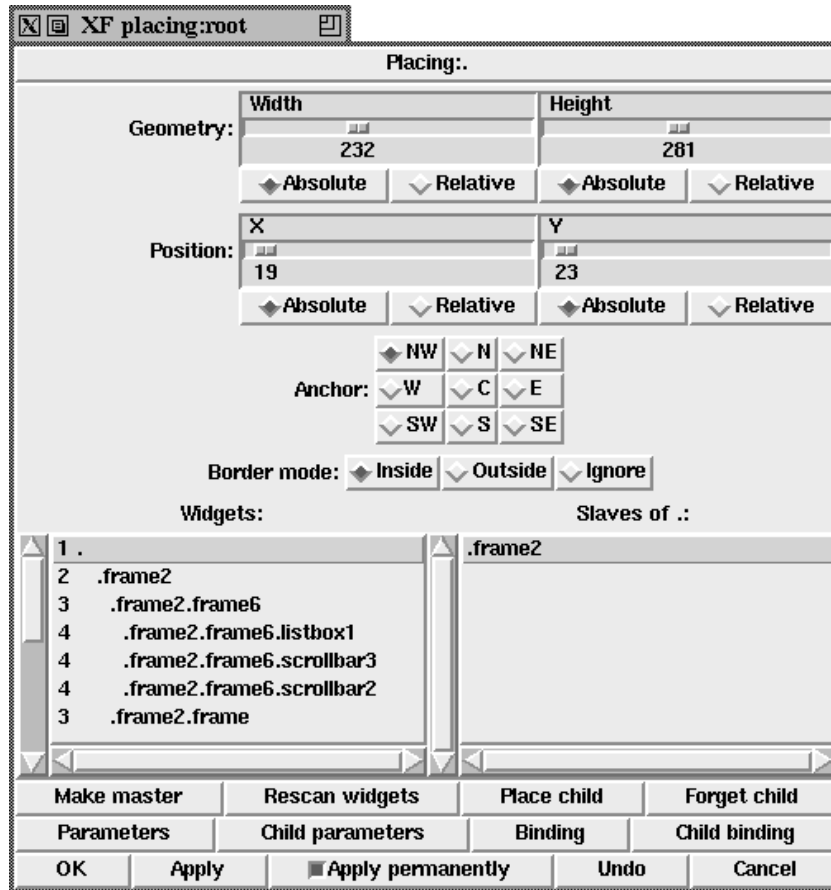 XF placing:root
Placing:.
Geometry:
Width
232
Absolute Relative
Height
281
Absolute Relative
Position:
X
19
Absolute Relative
Y
23
Absolute Relative
Anchor:
NW N NE
W C E
SW S SE
Border mode: Inside Outside Ignore
Widgets:
1 .
2 .frame2
3 .frame2.frame6
4 .frame2.frame6.listbox1
4 .frame2.frame6.scrollbar3
4 .frame2.frame6.scrollbar2
3 .frame2.frame
Slaves of .:
.frame2
Make master Rescan widgets Place child Forget child
Parameters Child parameters Binding Child binding
OK Apply Apply permanently Undo Cancel